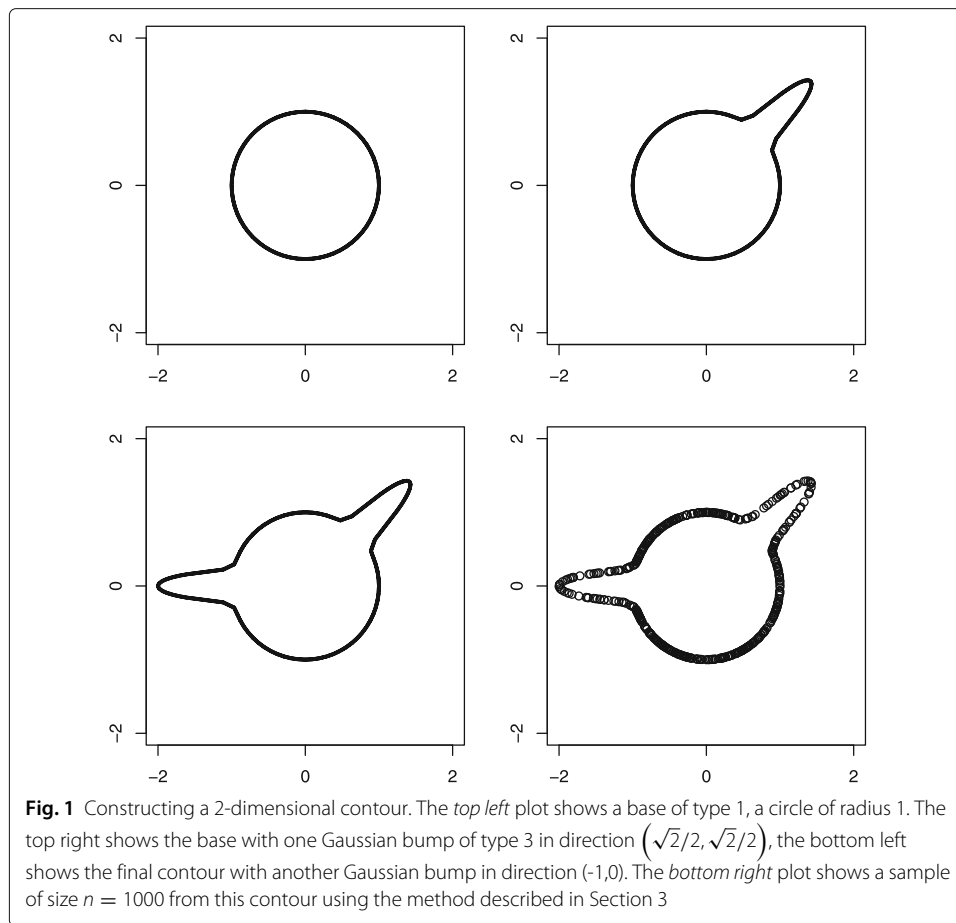 2
0
−2
−2 0 2
2
0
−2
−2 0 2
2
0
−2
−2 0 2
2
0
−2
−2 0 2
Fig. 1 Constructing a 2-dimensional contour. The top left plot shows a base of type 1, a circle of radius 1. The
top right shows the base with one Gaussian bump of type 3 in direction (√2/2, √2/2), the bottom left
shows the final contour with another Gaussian bump in direction (-1,0). The bottom right plot shows a sample
of size n = 1000 from this contour using the method described in Section 3